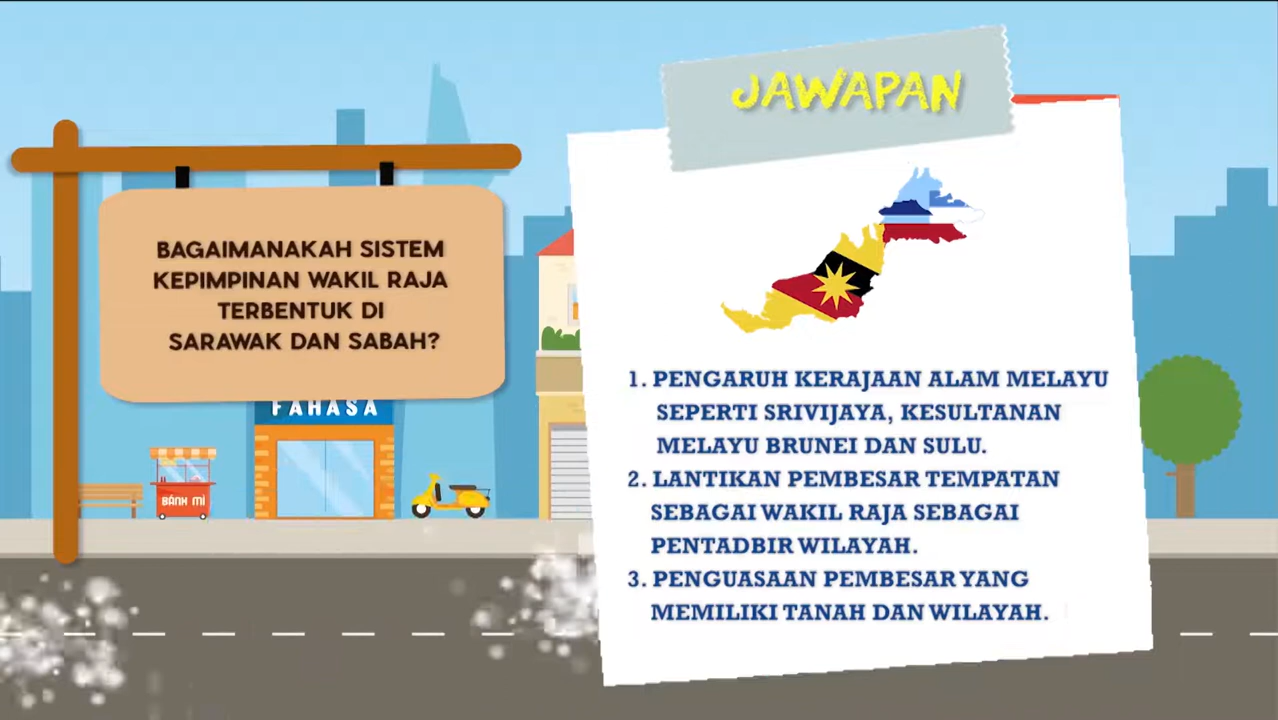 BAGAIMANAKAH SISTEM
KEPIMPINAN WAKIL RAJA
TERBENTUK DI
SARAWAK DAN SABAH?
FAHASA
BÁNH MÌ
JAWAPAN
1. PENGARUH KERAJAAN ALAM MELAYU
SEPERTI SRIVIJAYA, KESULTANAN
MELAYU BRUNEI DAN SULU.
2. LANTIKAN PEMBESAR TEMPATAN
SEBAGAI WAKIL RAJA SEBAGAI
PENTADBIR WILAYAH.
3. PENGUASAAN PEMBESAR YANG
MEMILIKI TANAH DAN WILAYAH.